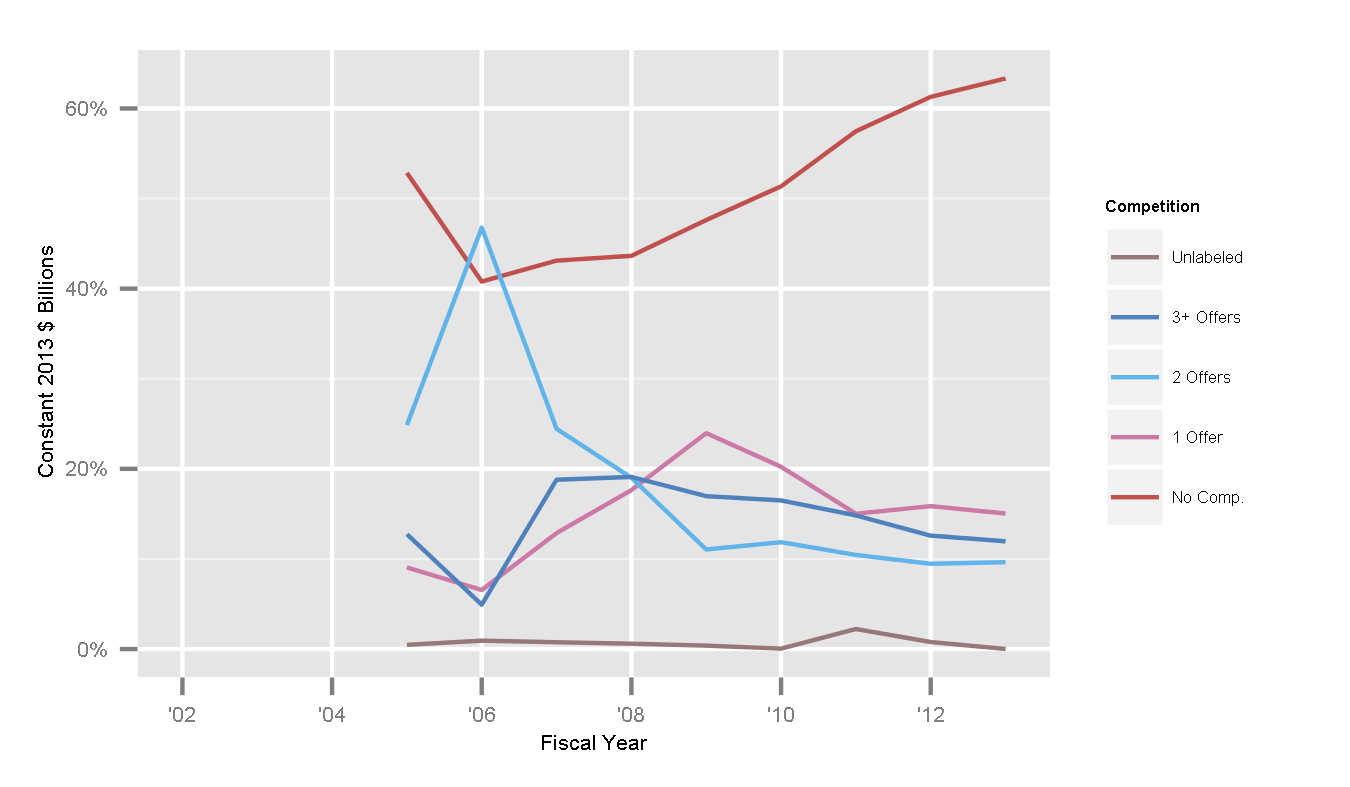 60%
40%
20%
0%
Constant 2013 $ Billions
'02 '04 '06 '08 '10 '12
Fiscal Year
Competition
Unlabeled
3+ Offers
2 Offers
1 Offer
No Comp.